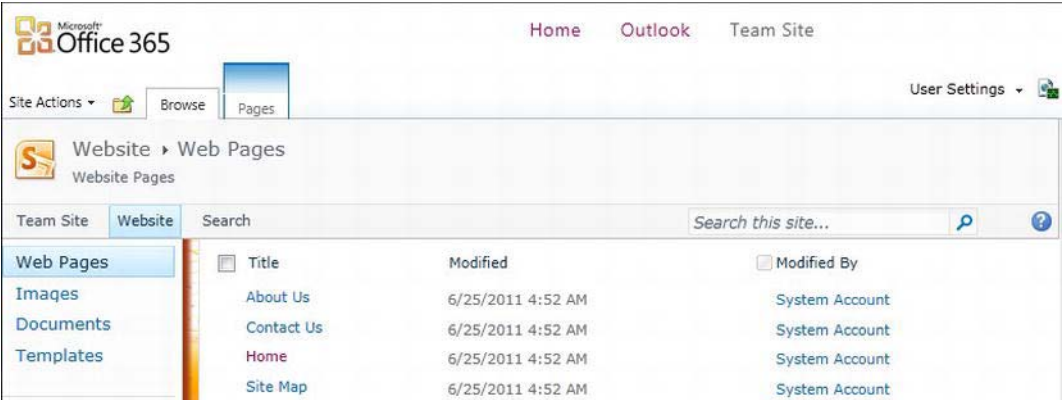 Microsoft®
Office 365
Home Outlook Team Site
Site Actions Browse Pages User Settings
Website Web Pages
Website Pages
Team Site Website Search Search this site...
Web Pages
Images
Documents
Templates
Title Modified Modified By
About Us 6/25/2011 4:52 AM System Account
Contact Us 6/25/2011 4:52 AM System Account
Home 6/25/2011 4:52 AM System Account
Site Map 6/25/2011 4:52 AM System Account